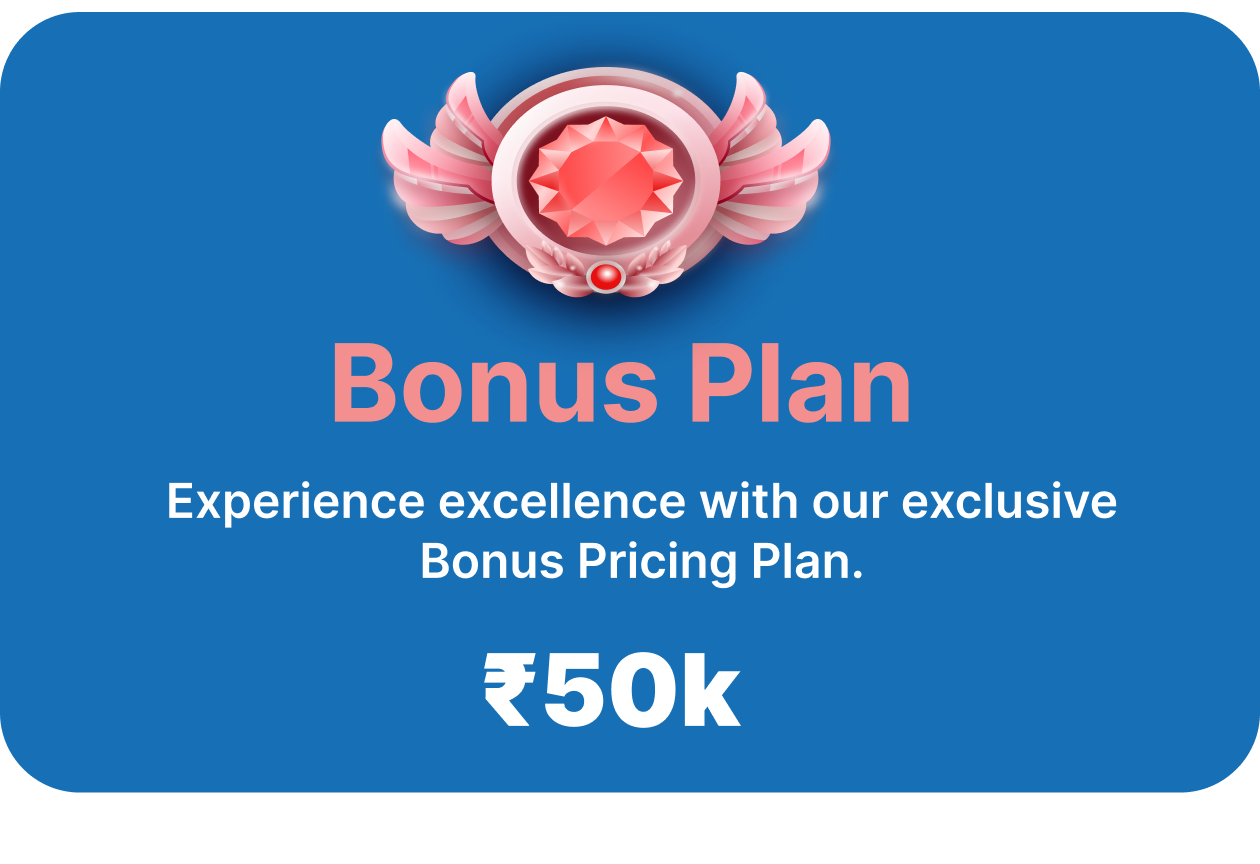 Bonus Plan
Experience excellence with our exclusive
Bonus Pricing Plan.
₹50k